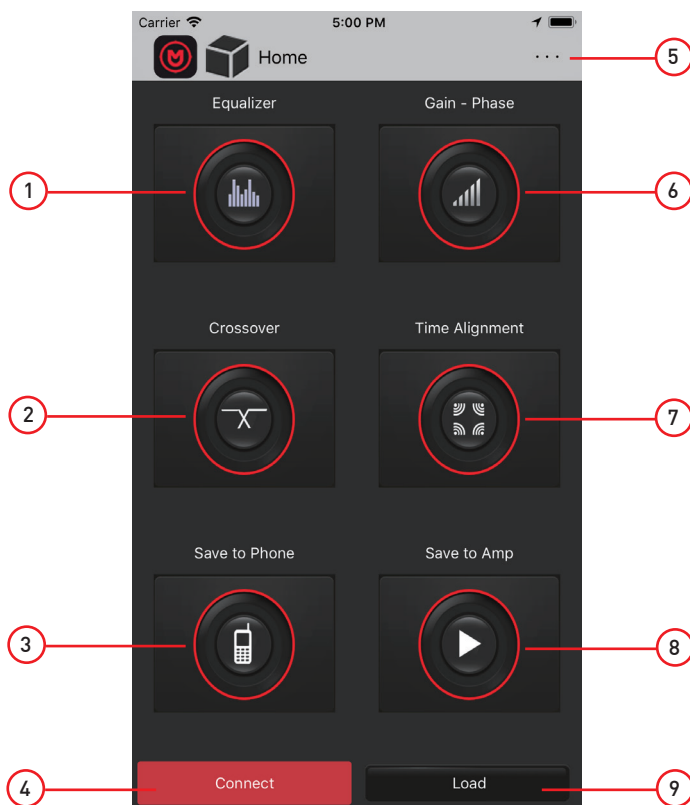 Carrier 5:00 PM
Home ...
5
Equalizer Gain - Phase
1 6
Crossover Time Alignment
2 7
Save to Phone Save to Amp
3 8
Connect Load
4 9